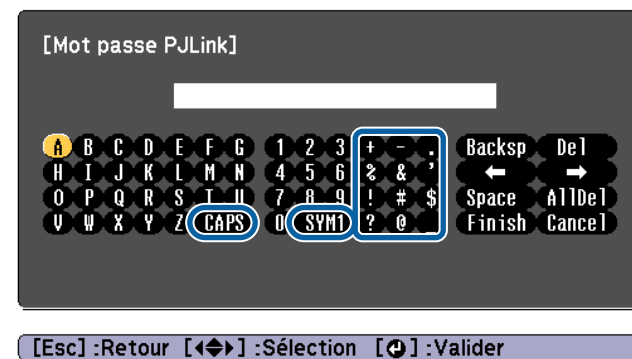 [Mot passe PJLink]
A B C D E F G 1 2 3 + - . Backsp Del
H I J K L M N 4 5 6 % & ' ← →
O P Q R S T U 7 8 9 ! # $ Space AllDel
V W X Y Z CAPS 0 SYM1 ? @ _ Finish Cancel
[Esc] :Retour [◀◆▶] :Sélection [↲] :Valider